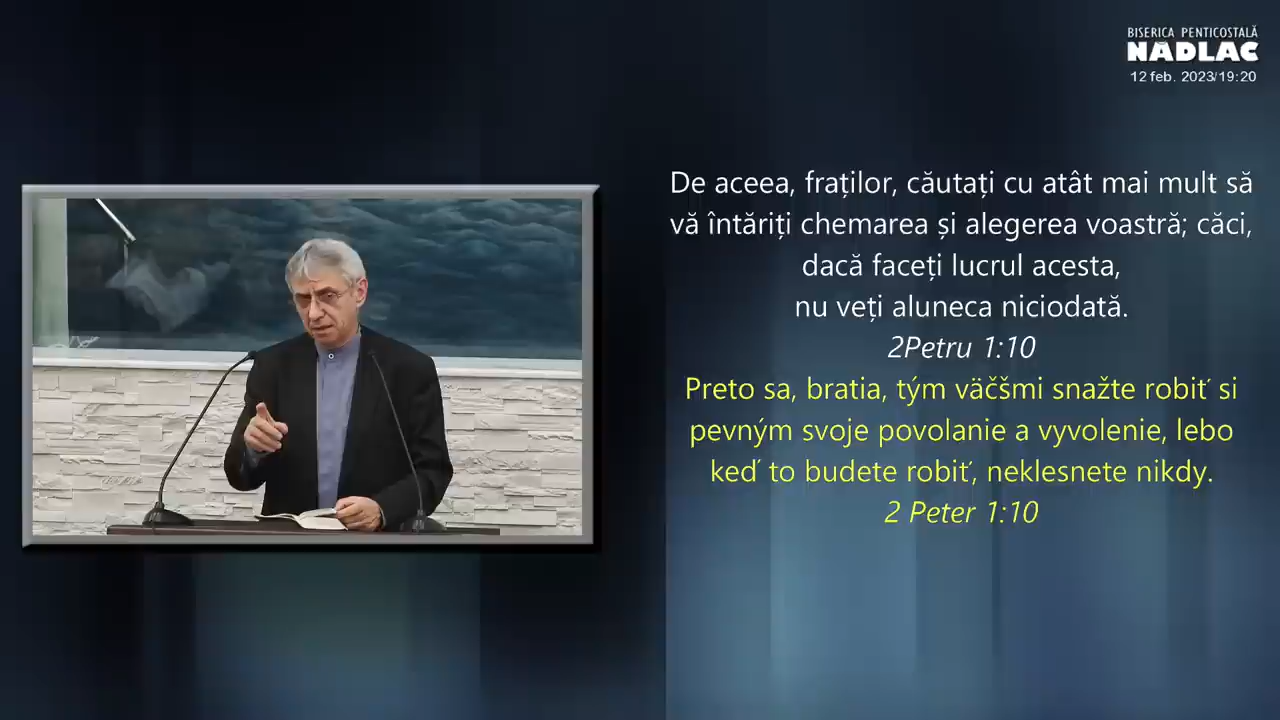 BISERICA PENTICOSTALĂ
NĂDLAC
12 feb. 2023/19:20
De aceea, fraților, căutați cu atât mai mult să
vă întăriți chemarea și alegerea voastră; căci,
dacă faceți lucrul acesta,
nu veți aluneca niciodată.
2Petru 1:10
Preto sa, bratia, tým väčšmi snažte robiť si
pevným svoje povolanie a vyvolenie, lebo
keď to budete robiť, neklesnete nikdy.
2 Peter 1:10